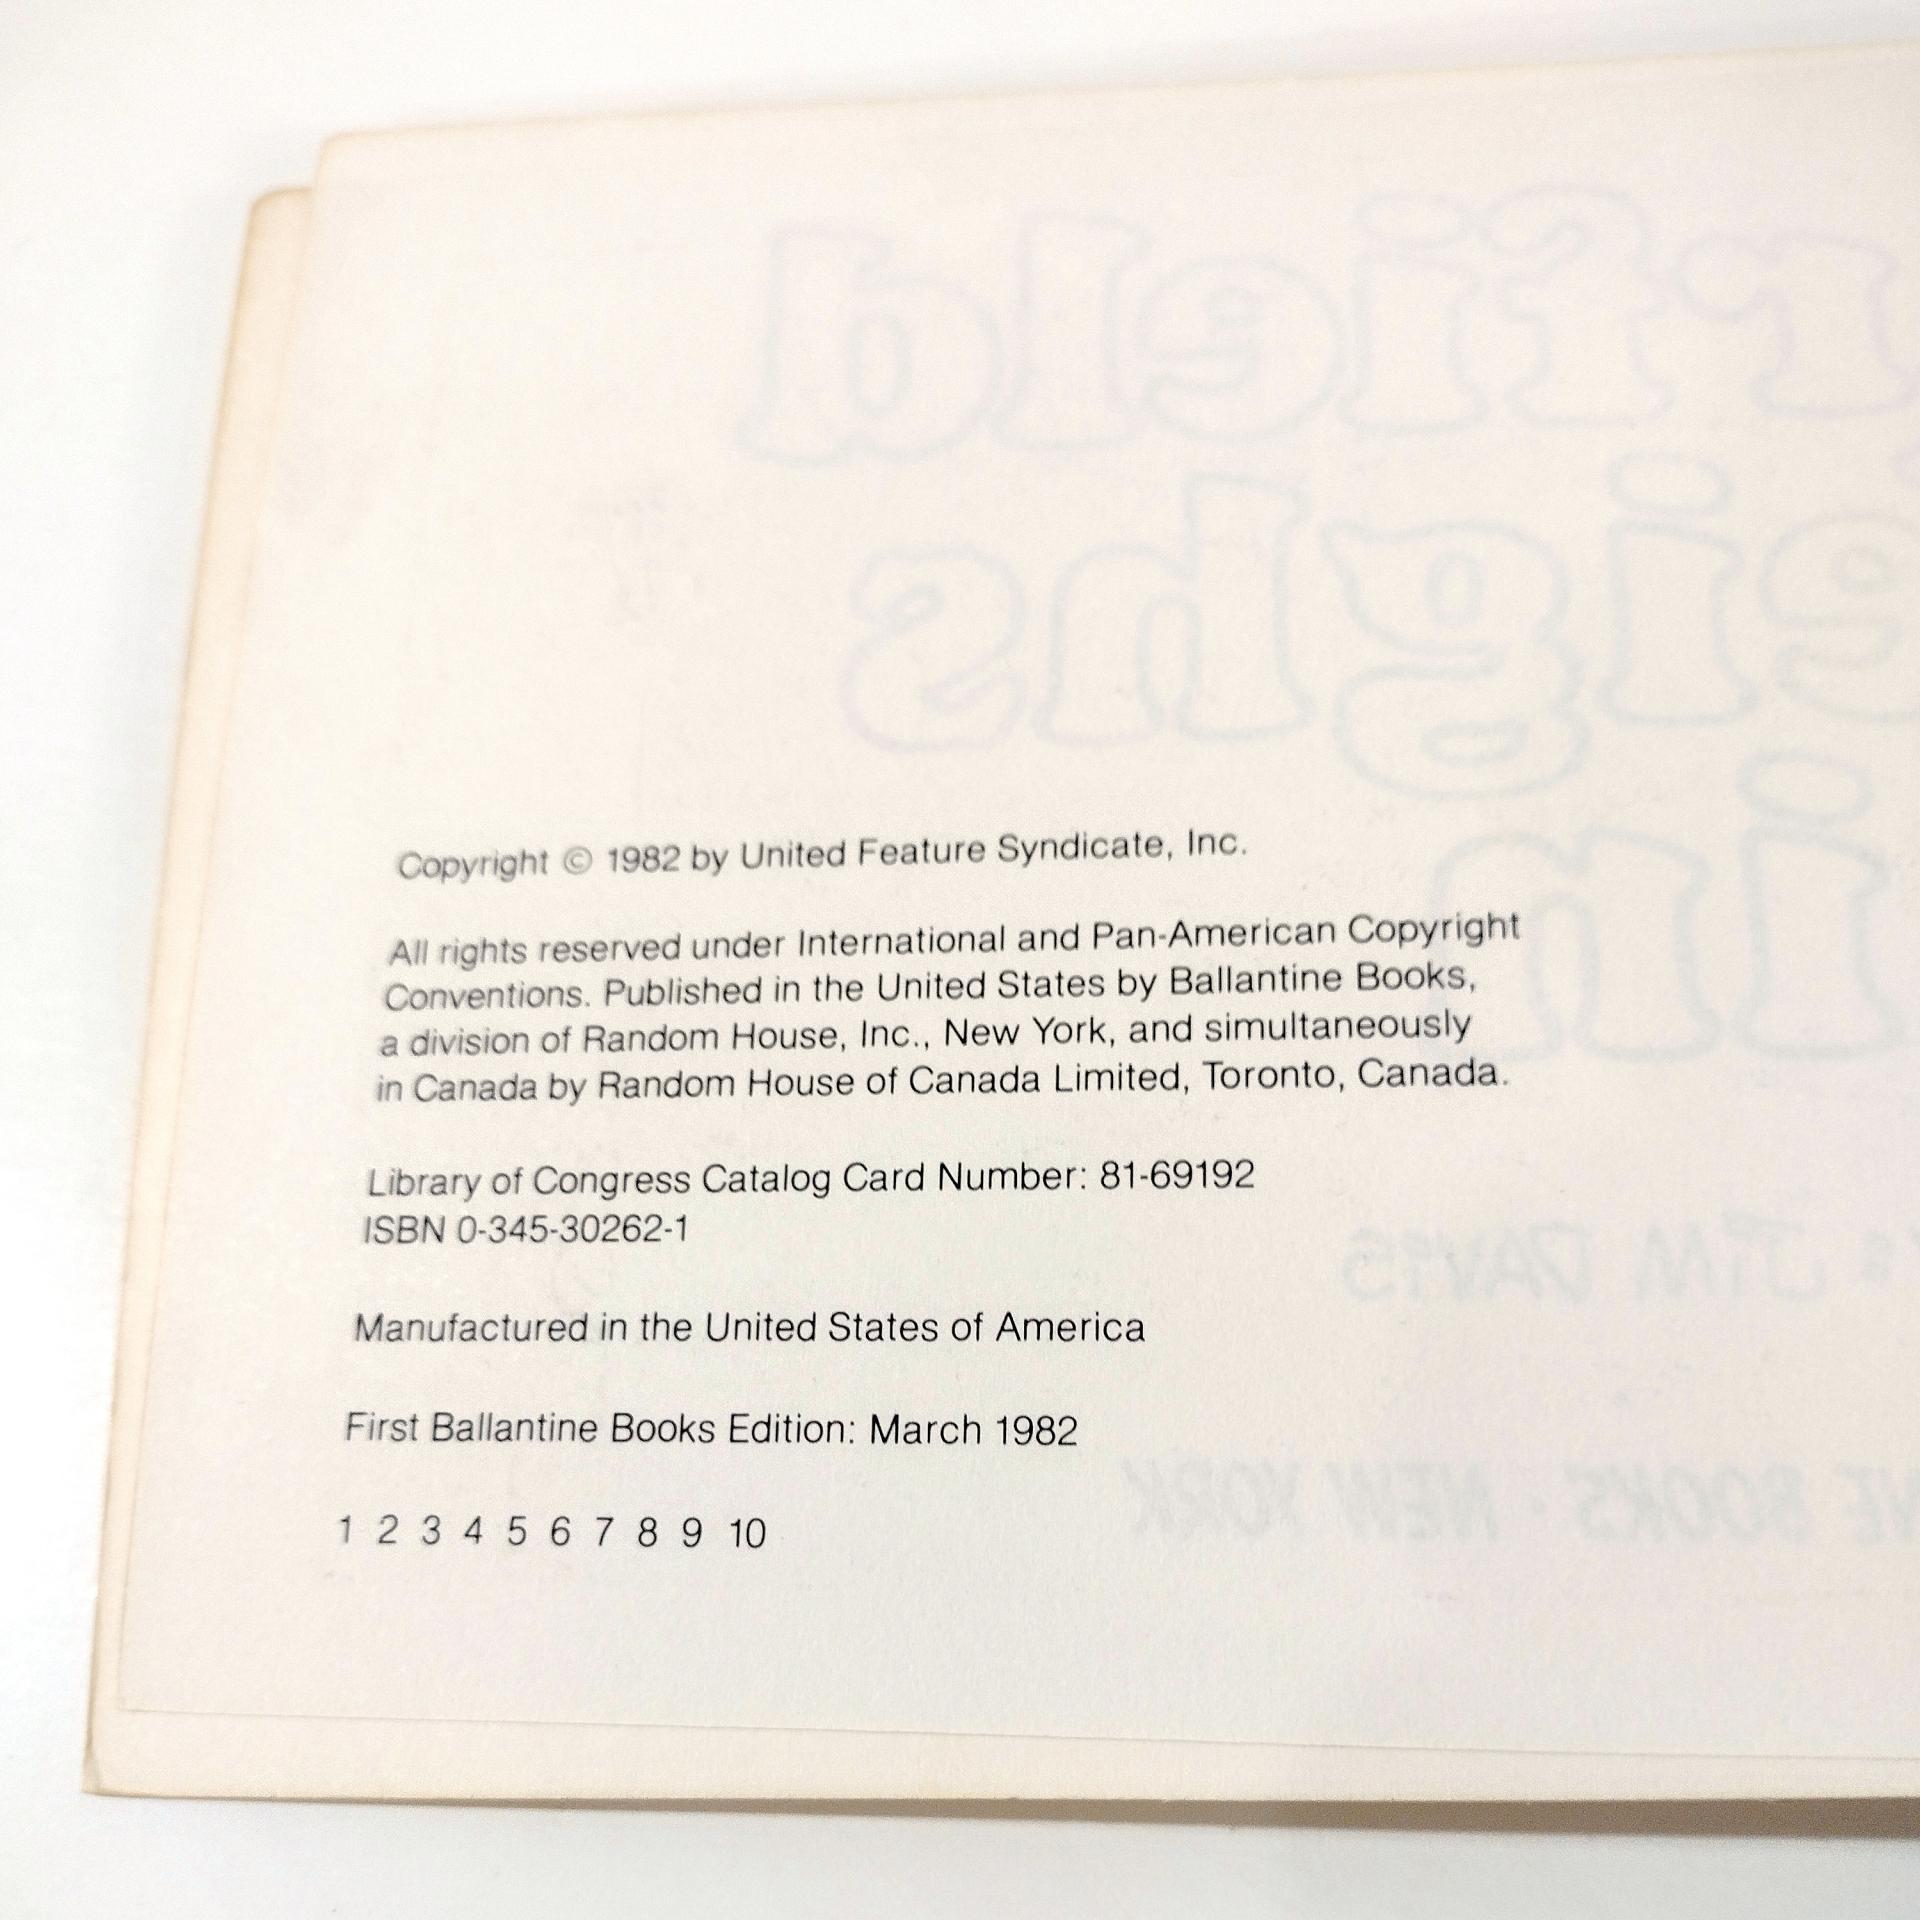 Copyright © 1982 by United Feature Syndicate, Inc.
All rights reserved under International and Pan-American Copyright
Conventions. Published in the United States by Ballantine Books,
a division of Random House, Inc., New York, and simultaneously
in Canada by Random House of Canada Limited, Toronto, Canada.
Library of Congress Catalog Card Number: 81-69192
ISBN 0-345-30262-1
Manufactured in the United States of America
First Ballantine Books Edition: March 1982
1 2 3 4 5 6 7 8 9 10